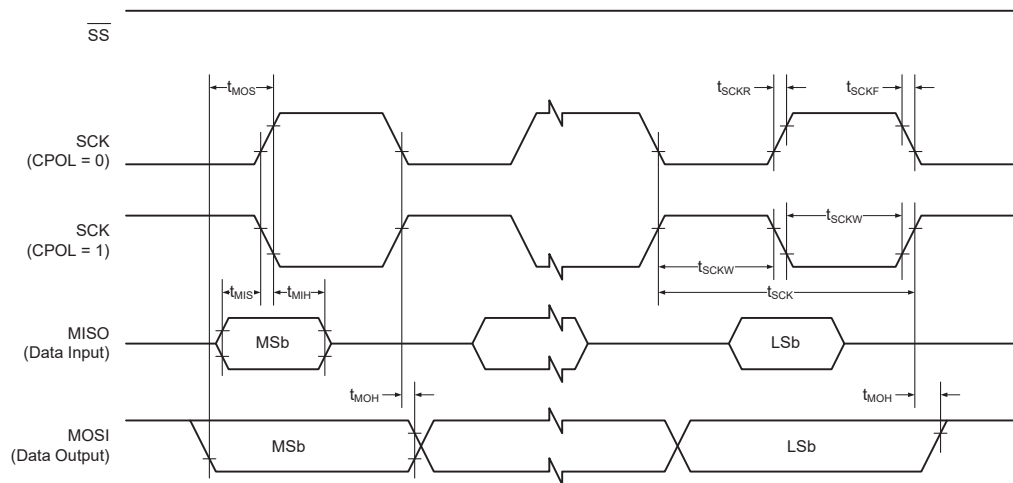 SS
tMOS
tSCKR
tSCKF
SCK
(CPOL = 0)
SCK
(CPOL = 1)
tSCKW
tSCKW
tMIS
tMIH
tSCK
MISO
(Data Input)
MSb
LSb
tMOH
tMOH
MOSI
(Data Output)
MSb
LSb